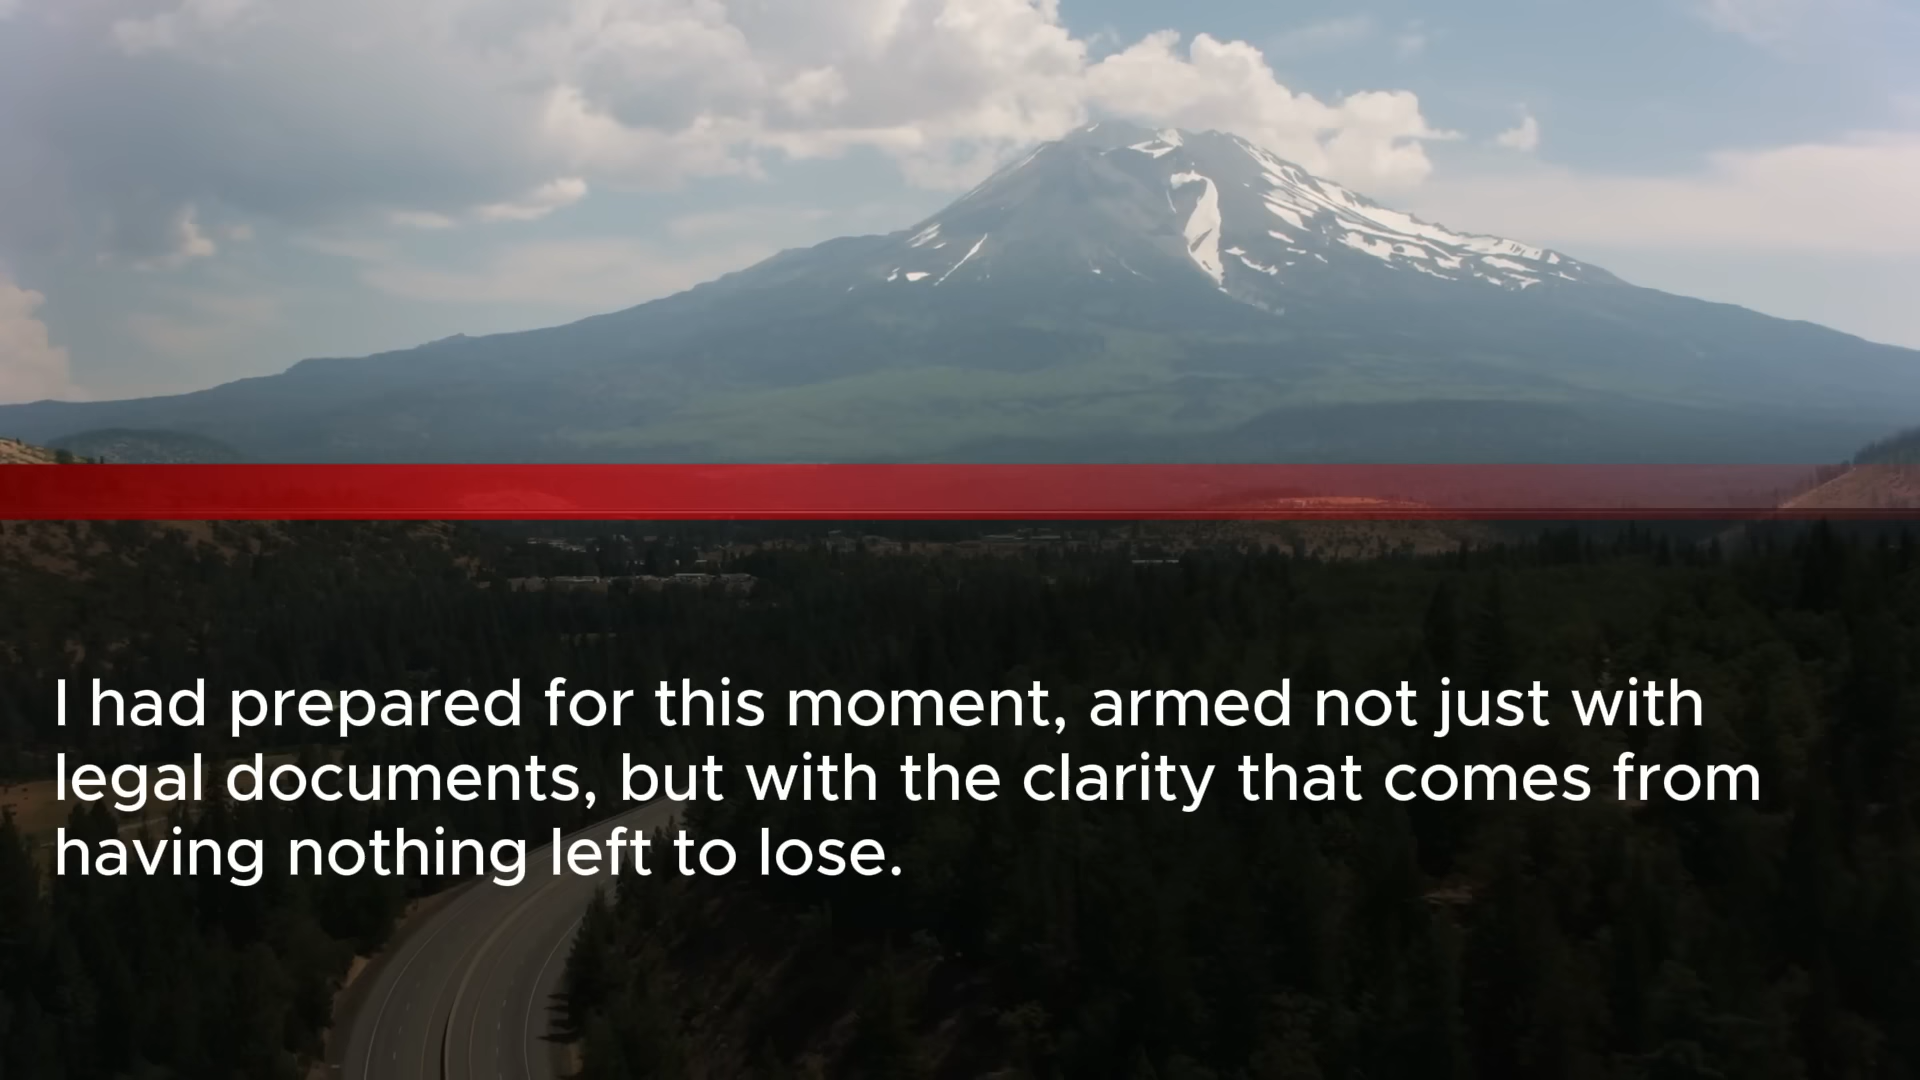 I had prepared for this moment, armed not just with
legal documents, but with the clarity that comes from
having nothing left to lose.